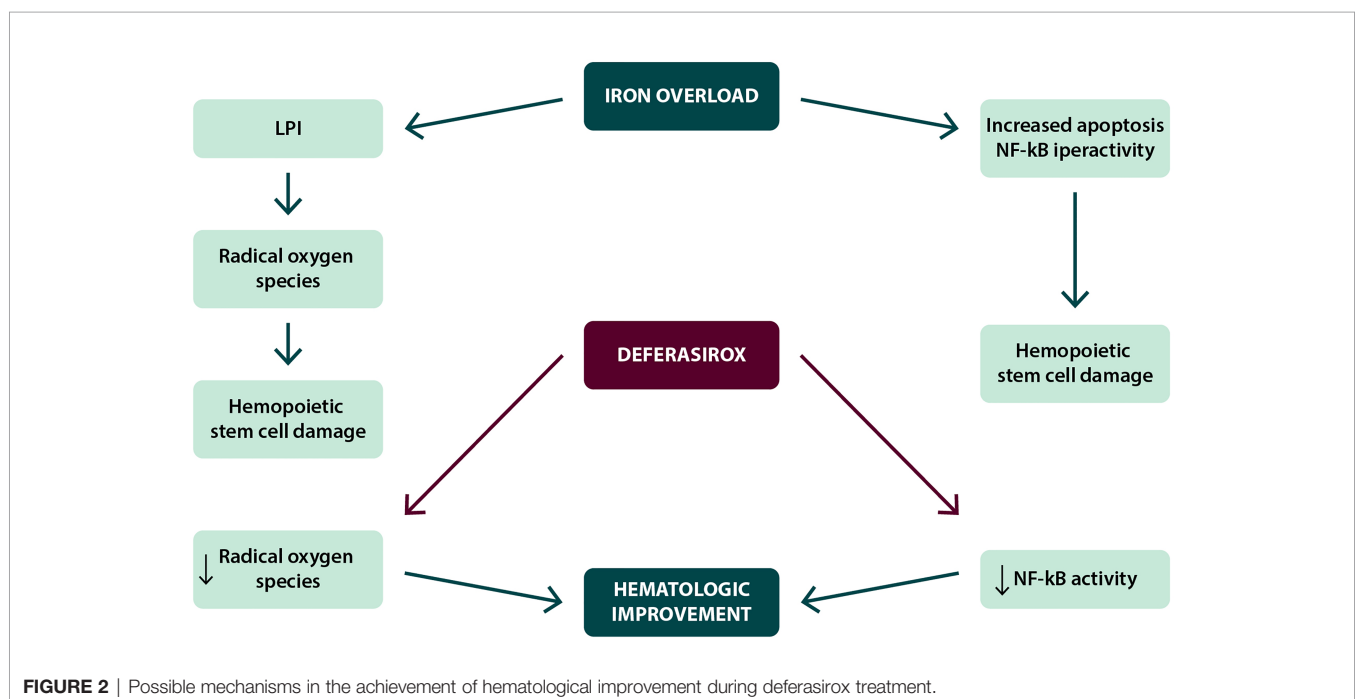 IRON OVERLOAD
LPI
Increased apoptosis
NF-kB iperactivity
Radical oxygen
species
DEFERASIROX
Hemopoietic
stem cell damage
Hemopoietic
stem cell damage
↓ Radical oxygen
species
HEMATOLOGIC
IMPROVEMENT
↓ NF-kB activity
FIGURE 2 | Possible mechanisms in the achievement of hematological improvement during deferasirox treatment.